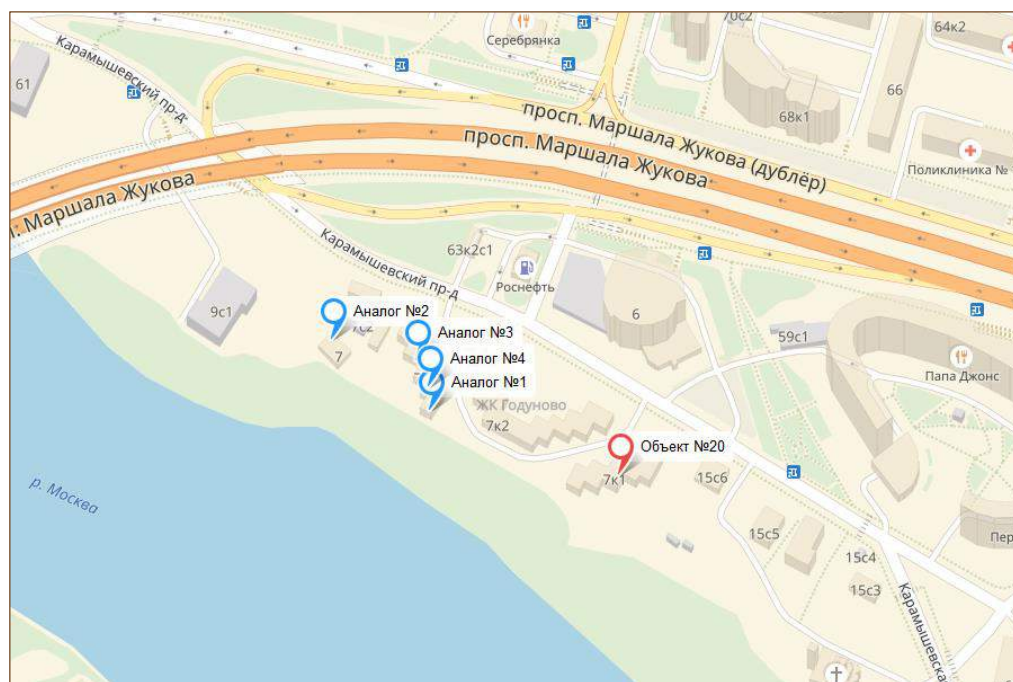 70с2
64к2
Серебрянка
Карамышевский пр-д
61
66
68к1
просп. Маршала Жукова (дублёр)
просп. Маршала Жукова
Поликлиника №
Маршала Жукова
63к2с1
Карамышевский пр-д
Роснефть
9с1
Аналог №2
7с2
6
Аналог №3
59с1
7
Аналог №4
Папа Джонс
Аналог №1
ЖК Годуново
7к2
Объект №20
7к1
15с6
р. Москва
15с5
Пер
15с4
15с3
Карамышевская